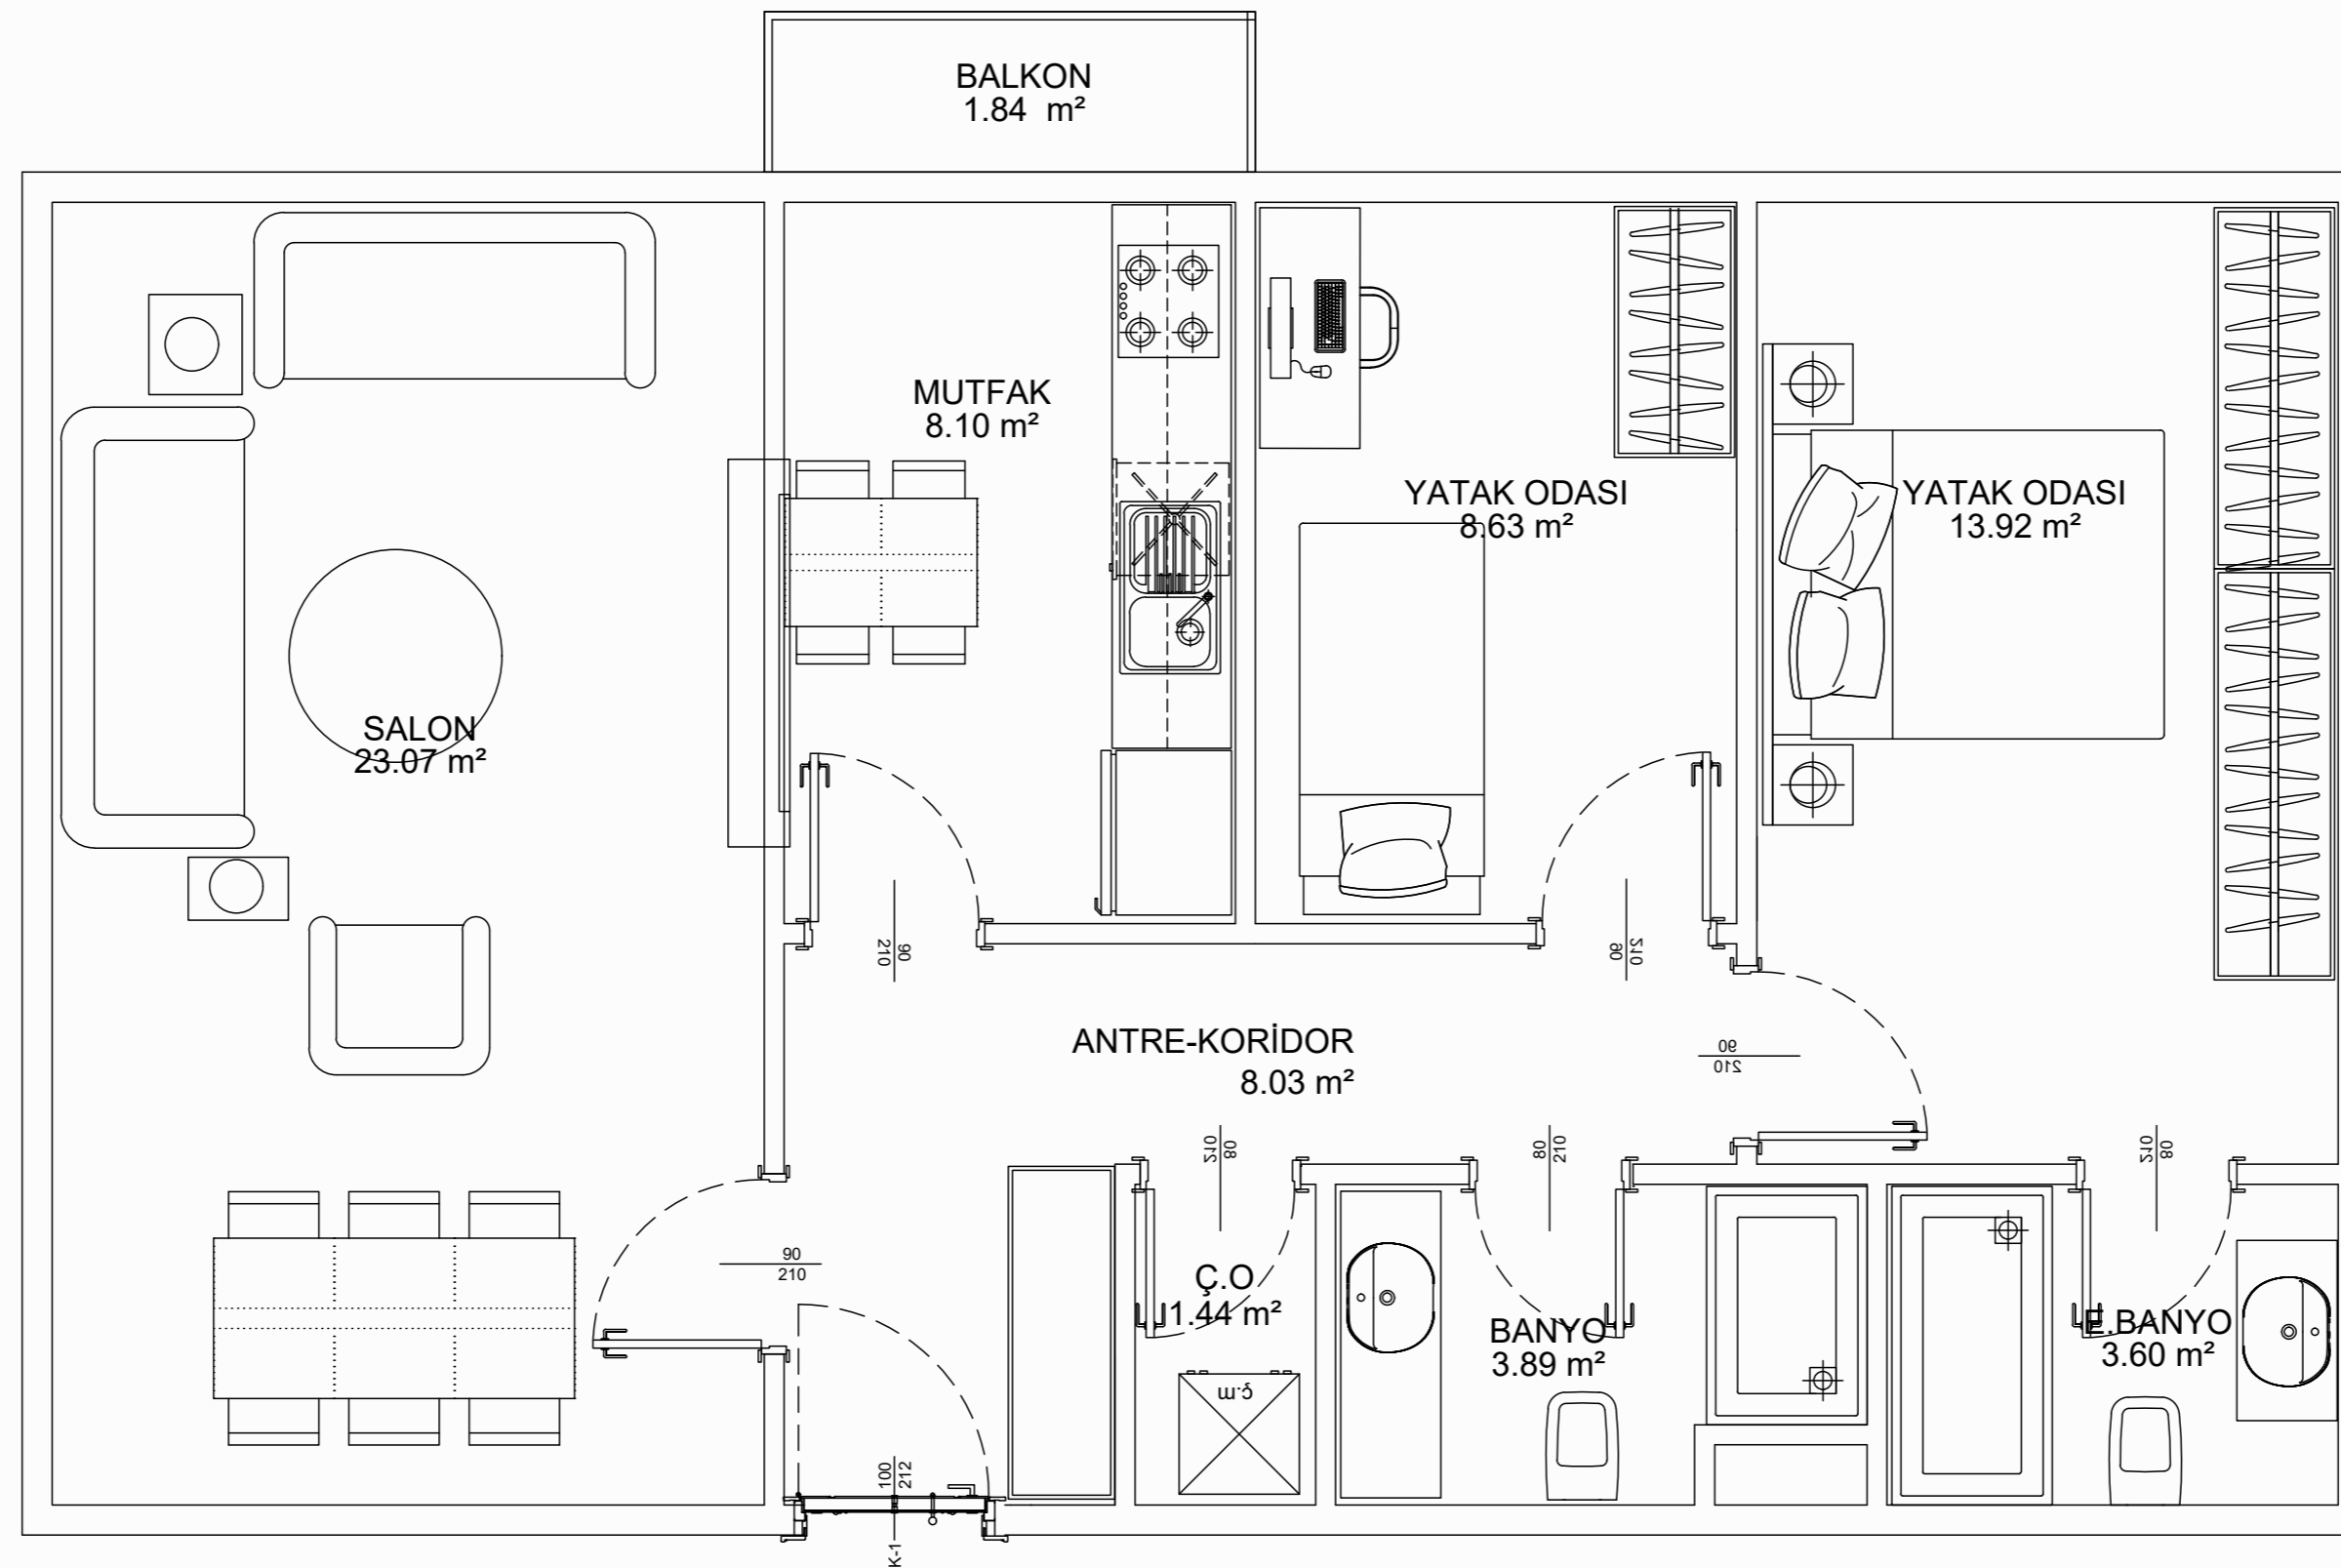 BALKON
1.84 m²
MUTFAK
8.10 m²
YATAK ODASI
8.63 m²
YATAK ODASI
13.92 m²
SALON
23.07 m²
90
210
210
90
ANTRE-KORİDOR
8.03 m²
90
210
210
80
80
210
210
80
90
210
Ç.O
1.44 m²
BANYO
3.89 m²
E.BANYO
3.60 m²
ç.m
100
212
K-1